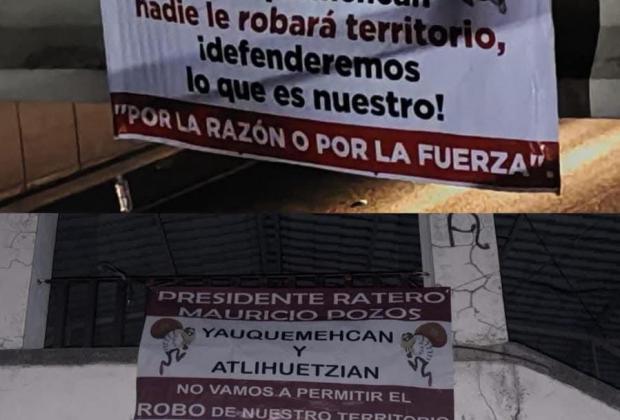 nadie le robará territorio,
¡defenderemos
lo que es nuestro!
"POR LA RAZÓN O POR LA FUERZA".
PRESIDENTE RATERO
MAURICIO POZOS
YAUQUEMEHCAN
Y
ATLIHUETZIAN
NO VAMOS A PERMITIR EL
ROBO DE NUESTRO TERRITORIO